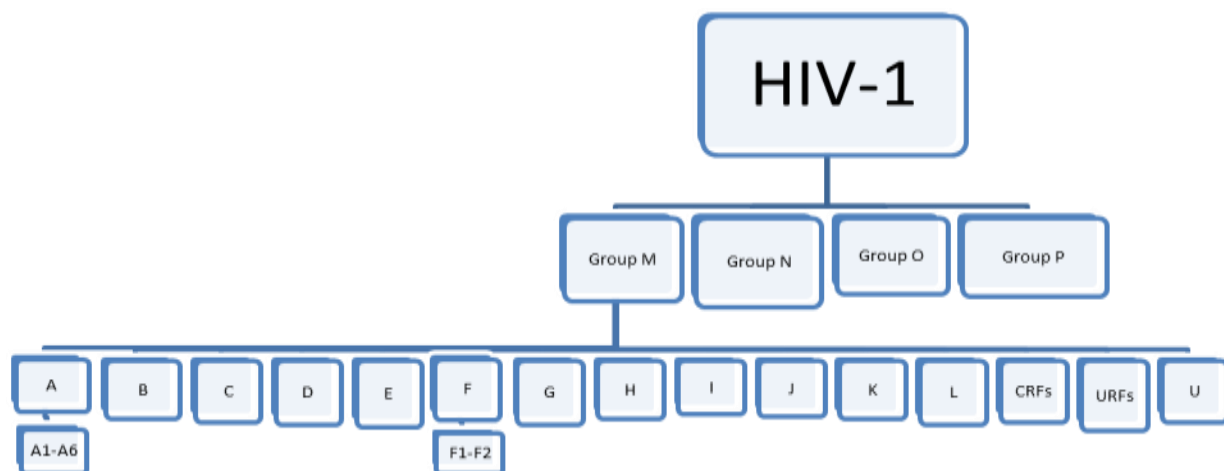 HIV-1
Group M
Group N
Group O
Group P
A
B
C
D
E
F
G
H
I
J
K
L
CRFs
URFs
U
A1-A6
F1-F2